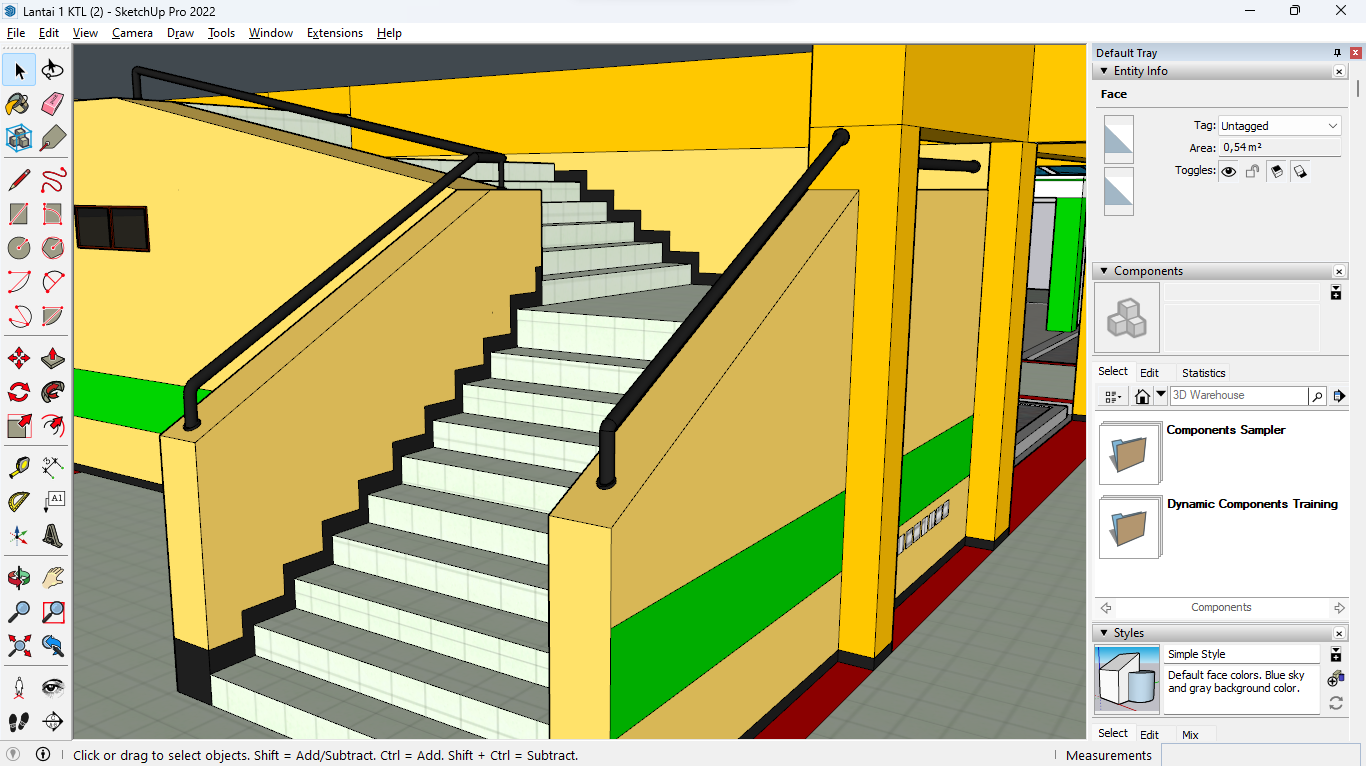 Lantai 1 KTL (2) - SketchUp Pro 2022
File Edit View Camera Draw Tools Window Extensions Help
Default Tray
Entity Info
Face
Tag: Untagged
Area: 0,54 m²
Toggles:
Components
Select Edit Statistics
3D Warehouse
Components Sampler
Dynamic Components Training
Components
Styles
Simple Style
Default face colors. Blue sky
and gray background color.
Select Edit Mix
A1
Click or drag to select objects. Shift = Add/Subtract. Ctrl = Add. Shift + Ctrl = Subtract.
Measurements